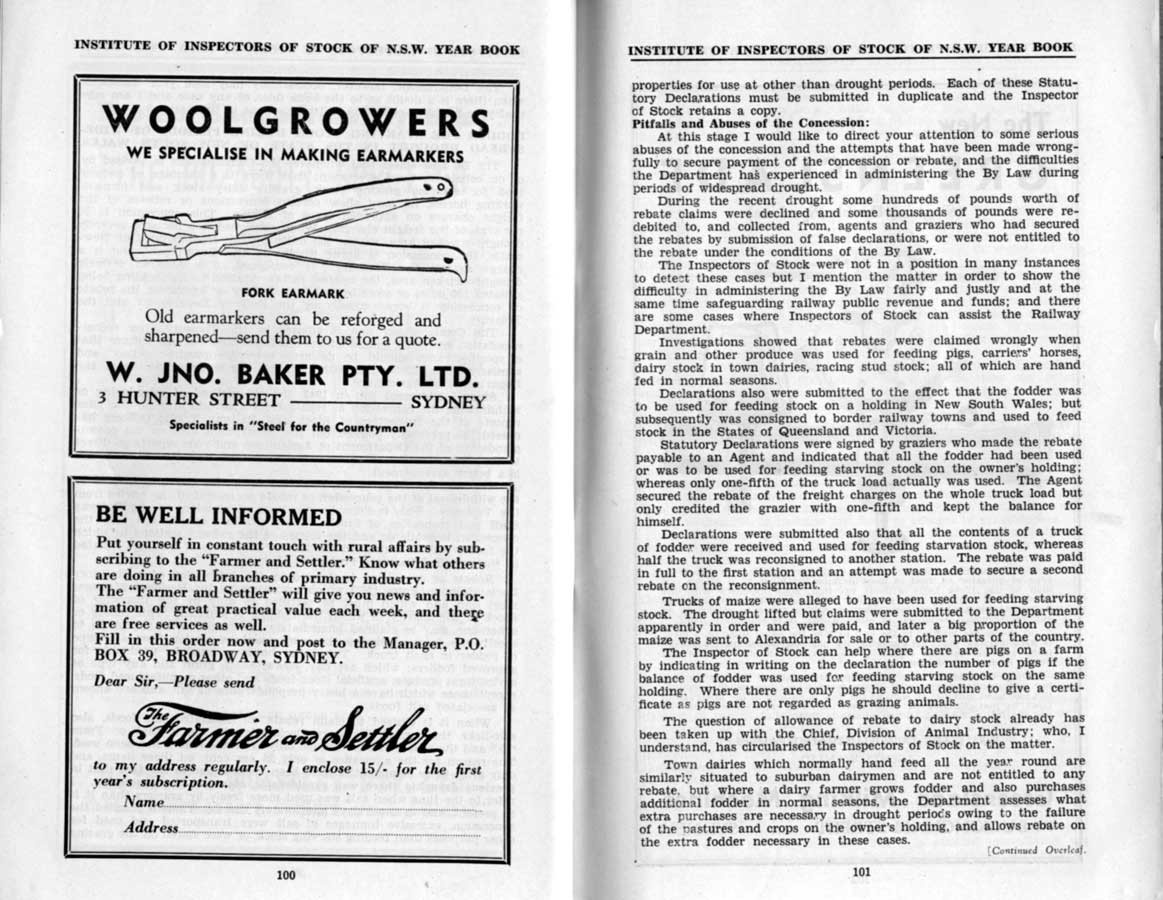 INSTITUTE OF INSPECTORS OF STOCK OF N.S.W. YEAR BOOK
WOOLGROWERS
WE SPECIALISE IN MAKING EARMARKERS
FORK EARMARK
Old earmarkers can be reforged and
sharpened—send them to us for a quote.
W. JNO. BAKER PTY. LTD.
3 HUNTER STREET ——— SYDNEY
Specialists in "Steel for the Countryman"
BE WELL INFORMED
Put yourself in constant touch with rural affairs by sub-
scribing to the "Farmer and Settler." Know what others
are doing in all branches of primary industry.
The "Farmer and Settler" will give you news and infor-
mation of great practical value each week, and there
are free services as well.
Fill in this order now and post to the Manager, P.O.
BOX 39, BROADWAY, SYDNEY.
Dear Sir,—Please send
The Farmer and Settler
to my address regularly. I enclose 15/- for the first
year's subscription.
Name
Address
100
INSTITUTE OF INSPECTORS OF STOCK OF N.S.W. YEAR BOOK
properties for use at other than drought periods. Each of these Statu-
tory Declarations must be submitted in duplicate and the Inspector
of Stock retains a copy.
Pitfalls and Abuses of the Concession:
At this stage I would like to direct your attention to some serious
abuses of the concession and the attempts that have been made wrong-
fully to secure payment of the concession or rebate, and the difficulties
the Department has experienced in administering the By Law during
periods of widespread drought.
During the recent drought some hundreds of pounds worth of
rebate claims were declined and some thousands of pounds were re-
debited to, and collected from, agents and graziers who had secured
the rebates by submission of false declarations, or were not entitled to
the rebate under the conditions of the By Law.
The Inspectors of Stock were not in a position in many instances
to detect these cases but I mention the matter in order to show the
difficulty in administering the By Law fairly and justly and at the
same time safeguarding railway public revenue and funds; and there
are some cases where Inspectors of Stock can assist the Railway
Department.
Investigations showed that rebates were claimed wrongly when
grain and other produce was used for feeding pigs, carriers' horses,
dairy stock in town dairies, racing stud stock; all of which are hand
fed in normal seasons.
Declarations also were submitted to the effect that the fodder was
to be used for feeding stock on a holding in New South Wales; but
subsequently was consigned to border railway towns and used to feed
stock in the States of Queensland and Victoria.
Statutory Declarations were signed by graziers who made the rebate
payable to an Agent and indicated that all the fodder had been used
or was to be used for feeding starving stock on the owner's holding;
whereas only one-fifth of the truck load actually was used. The Agent
secured the rebate of the freight charges on the whole truck load but
only credited the grazier with one-fifth and kept the balance for
himself.
Declarations were submitted also that all the contents of a truck
of fodder were received and used for feeding starvation stock, whereas
half the truck was reconsigned to another station. The rebate was paid
in full to the first station and an attempt was made to secure a second
rebate on the reconsignment.
Trucks of maize were alleged to have been used for feeding starving
stock. The drought lifted but claims were submitted to the Department
apparently in order and were paid, and later a big proportion of the
maize was sent to Alexandria for sale or to other parts of the country.
The Inspector of Stock can help where there are pigs on a farm
by indicating in writing on the declaration the number of pigs if the
balance of fodder was used for feeding starving stock on the same
holding. Where there are only pigs he should decline to give a certi-
ficate as pigs are not regarded as grazing animals.
The question of allowance of rebate to dairy stock already has
been taken up with the Chief, Division of Animal Industry; who, I
understand, has circularised the Inspectors of Stock on the matter.
Town dairies which normally hand feed all the year round are
similarly situated to suburban dairymen and are not entitled to any
rebate, but where a dairy farmer grows fodder and also purchases
additional fodder in normal seasons, the Department assesses what
extra purchases are necessary in drought periods owing to the failure
of the pastures and crops on the owner's holding, and allows rebate on
the extra fodder necessary in these cases.
[Continued Overleaf.
101